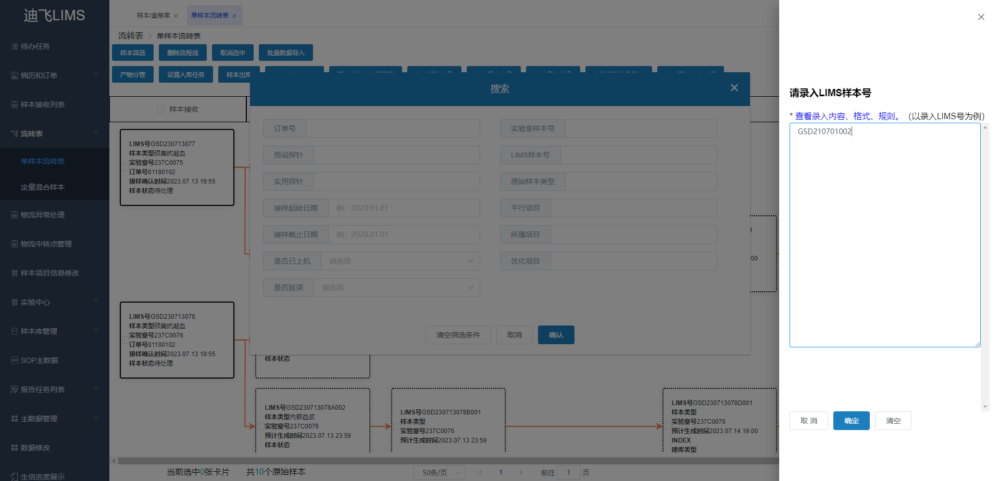 迪飞LIMS
待办任务
病历和订单
样本接收列表
流转表
单样本流转表
定量混合样本
物流异常处理
物流中转点管理
样本项目信息修改
实验中心
样本库管理
SOP主数据
报告任务列表
主数据管理
数据修改
生信进度展示
样本/盒移库 × 单样本流转表 ×
流转表 > 单样本流转表
样本筛选 删除流程线 取消选中 批量数据导入
产物分管 设置入库任务 样本出库
样本接收
LIMS号GSD230713077
样本类型硕美抗凝血
实验室号237C0075
订单号81180102
接样确认时间2023.07.13 19:55
样本状态待处理
LIMS号GSD230713078
样本类型硕美抗凝血
实验室号237C0076
订单号81180102
接样确认时间2023.07.13 19:55
样本状态待处理
搜索
订单号 实验室样本号
预设探针 LIMS样本号
实用探针 原始样本类型
接样起始日期 例：2020.01.01 平行项目
接样截止日期 例：2020.01.01 所属项目
是否已上机 请选择 优化项目
是否延误 请选择
清空筛选条件 取消 确认
1
:00
样本状态
LIMS号GSD230713078A002
样本类型内部血浆
实验室号237C0076
预计生成时间2023.07.13 23:59
样本状态
LIMS号GSD230713078B001
样本类型
实验室号237C0076
预计生成时间2023.07.13 23:59
LIMS号GSD230713078D001
样本类型
实验室号237C0076
预计生成时间2023.07.14 19:00
INDEX
建库类型
当前选中0张卡片 共10个原始样本 50条/页 < 1 > 前往 1 页
请录入LIMS样本号
* 查看录入内容、格式、规则。（以录入LIMS号为例）
GSD210701002
取 消 确定 清空